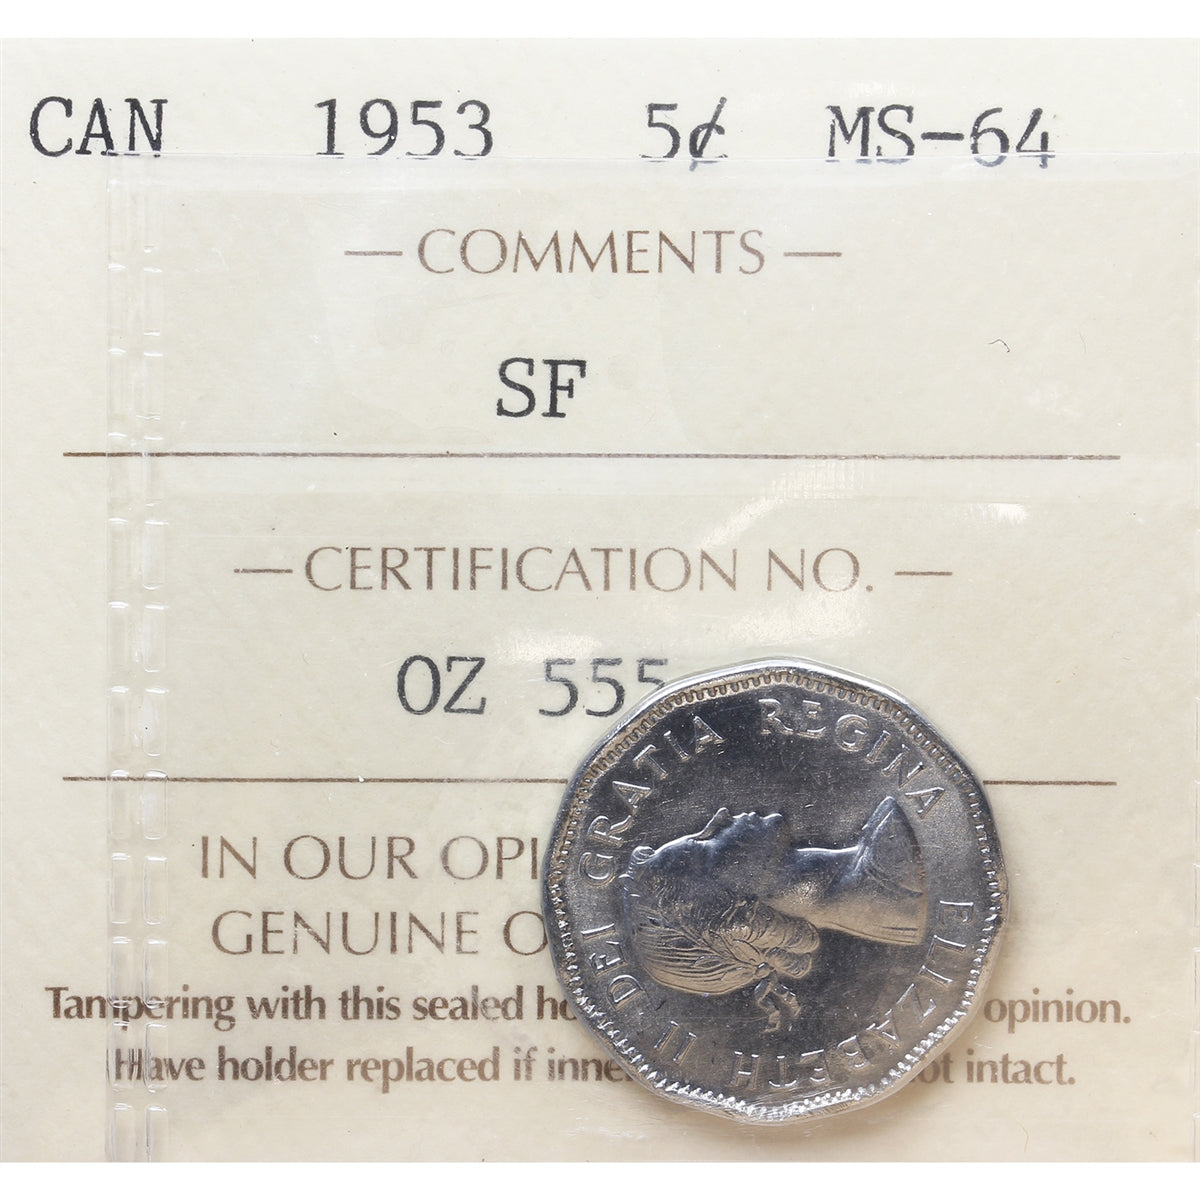 CAN 1953 5¢ MS-64
— COMMENTS —
SF
— CERTIFICATION NO. —
OZ 555
IN OUR OPI
GENUINE O
Tampering with this sealed ho opinion.
Have holder replaced if inne ot intact.
ELIZABETH II DEI GRATIA REGINA